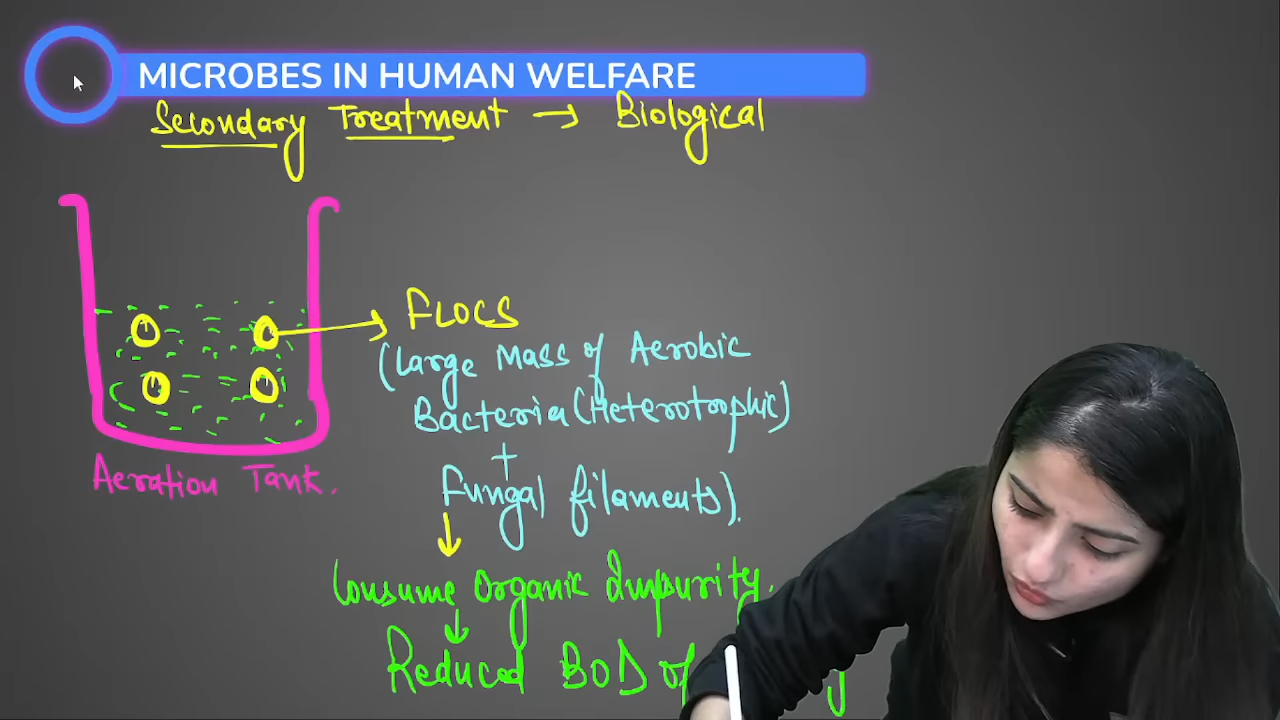 MICROBES IN HUMAN WELFARE
Secondary Treatment → Biological
FLOCS
(Large Mass of Aerobic
Bacteria (Heterotrophic)
+
Fungal filaments).
Aeration Tank.
Consume Organic Impurity.
Reduced BOD of